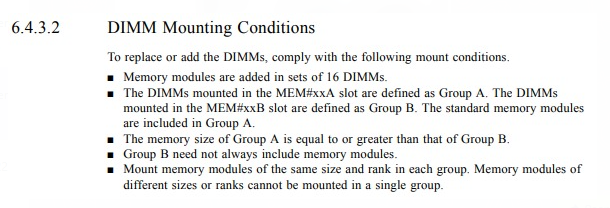 6.4.3.2 DIMM Mounting Conditions
To replace or add the DIMMs, comply with the following mount conditions.
■ Memory modules are added in sets of 16 DIMMs.
■ The DIMMs mounted in the MEM#xxA slot are defined as Group A. The DIMMs
mounted in the MEM#xxB slot are defined as Group B. The standard memory modules
are included in Group A.
■ The memory size of Group A is equal to or greater than that of Group B.
■ Group B need not always include memory modules.
■ Mount memory modules of the same size and rank in each group. Memory modules of
different sizes or ranks cannot be mounted in a single group.